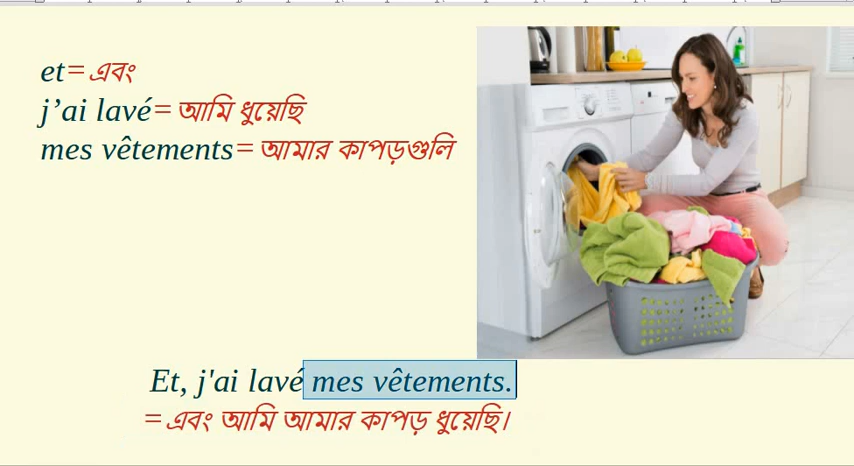 et= এবং
j’ai lavé= আমি ধুয়েছি
mes vêtements= আমার কাপড়গুলি
Et, j'ai lavé mes vêtements.
= এবং আমি আমার কাপড় ধুয়েছি।